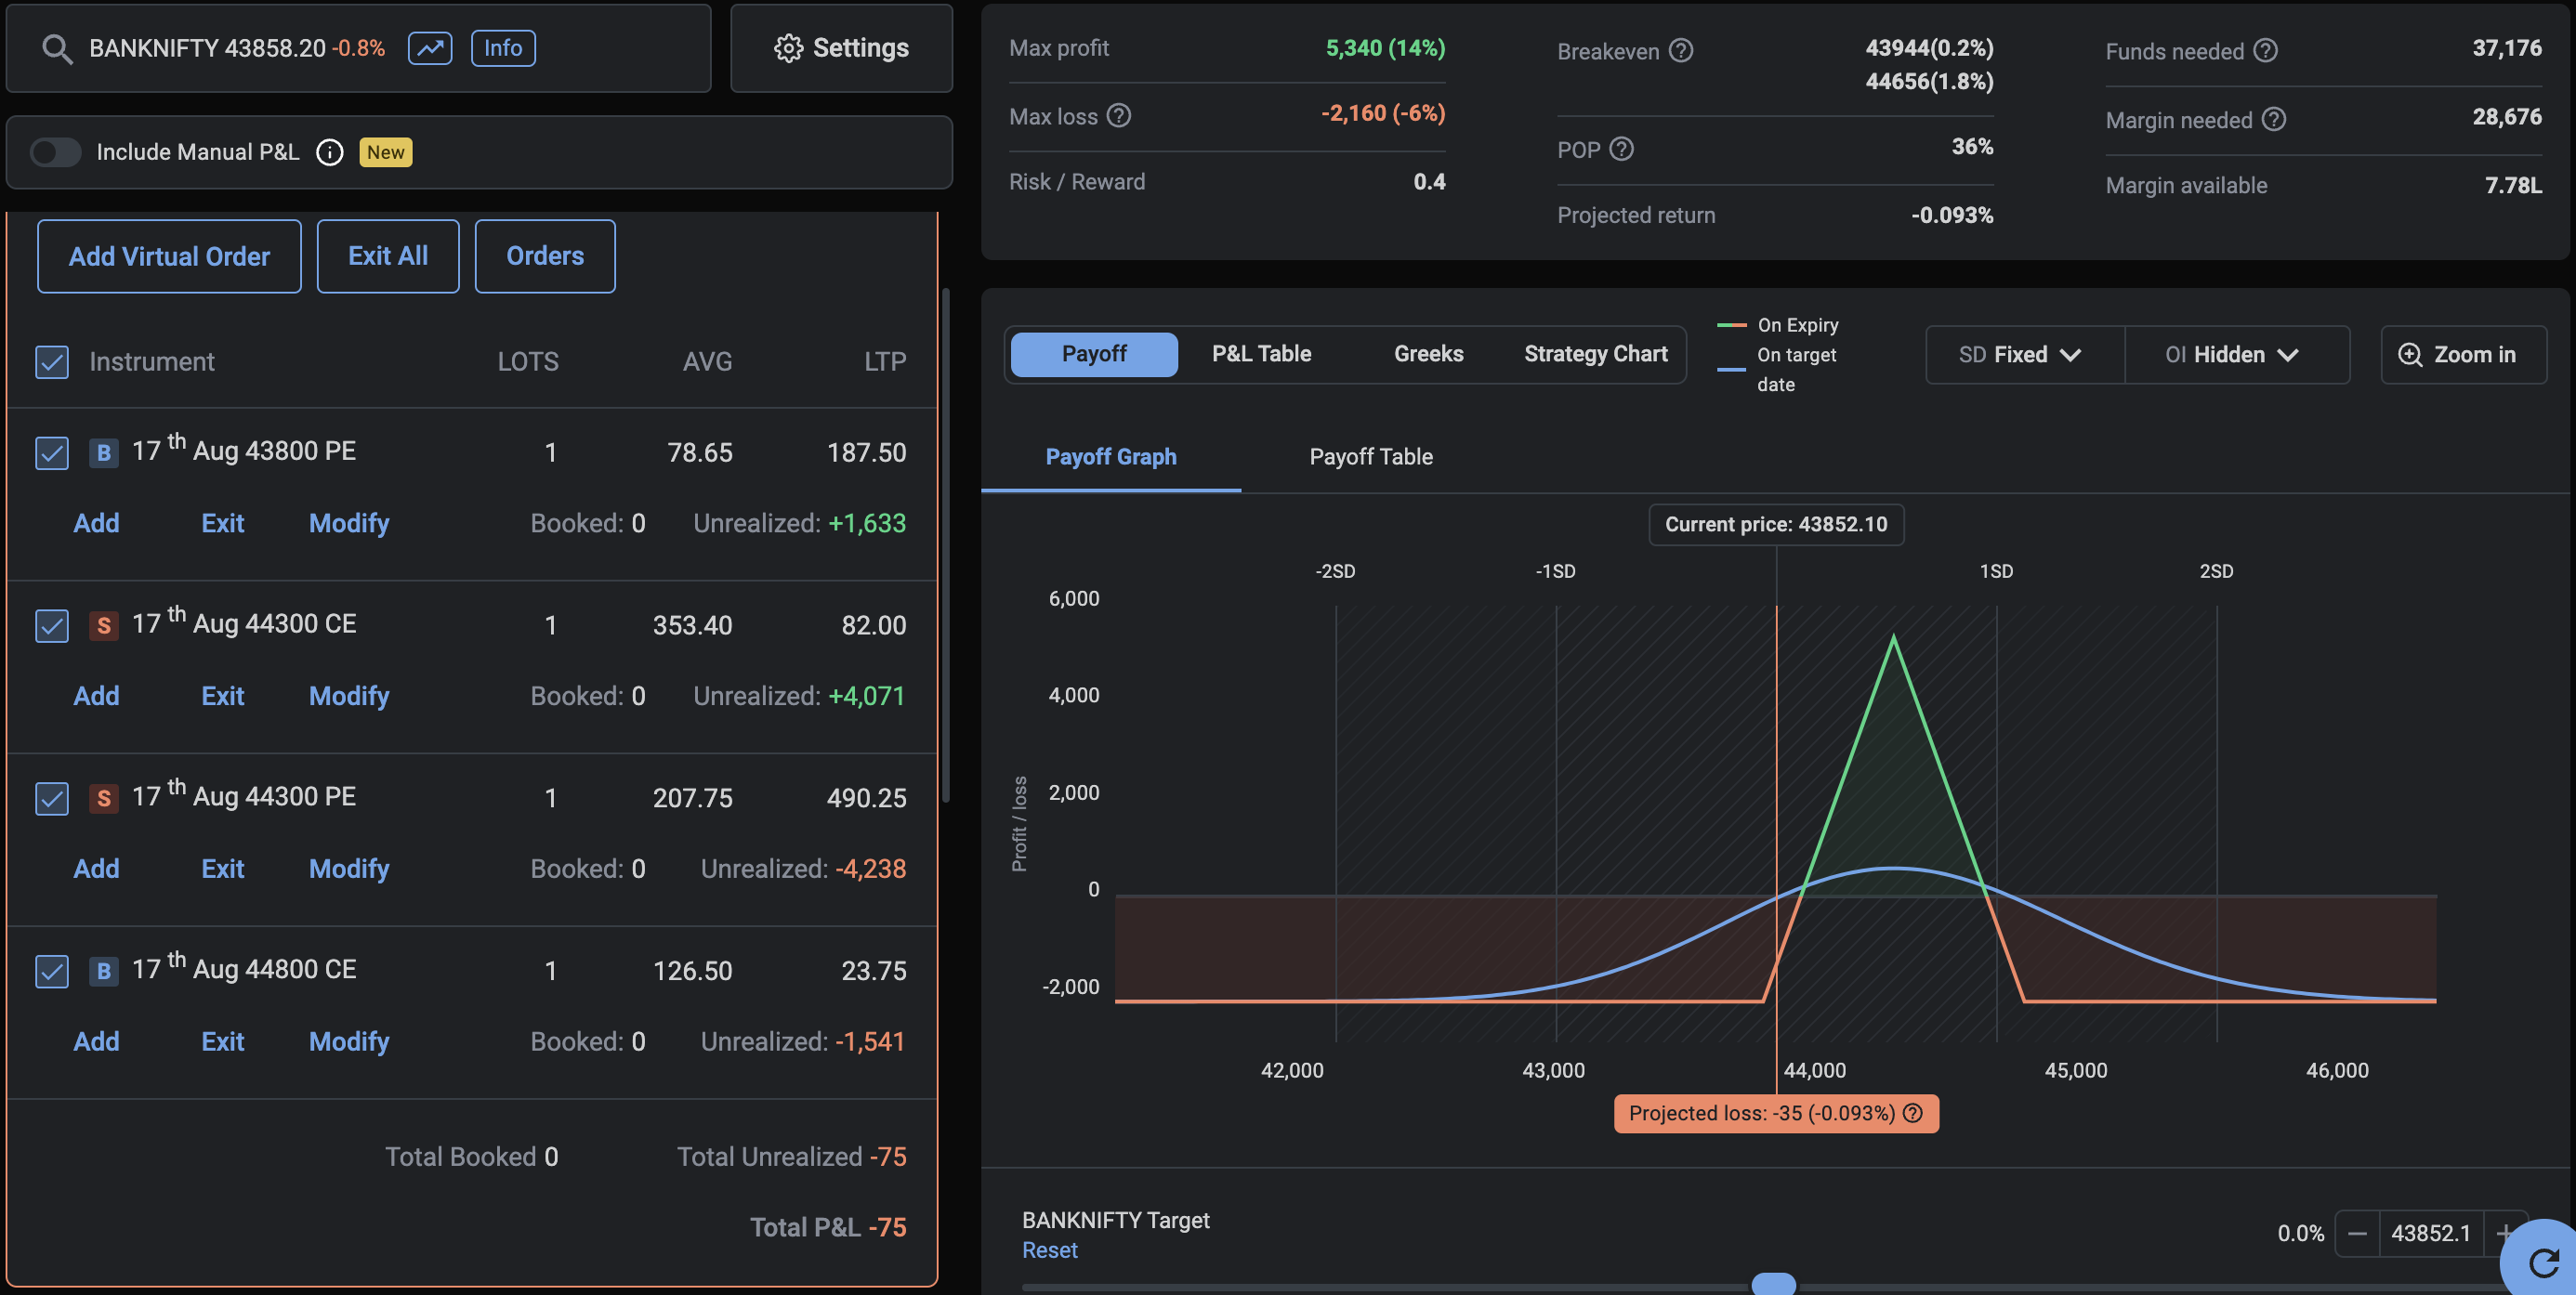 BANKNIFTY 43858.20 -0.8% Info
Settings
Include Manual P&L New
Add Virtual Order Exit All Orders
Instrument LOTS AVG LTP
B 17 th Aug 43800 PE 1 78.65 187.50
Add Exit Modify Booked: 0 Unrealized: +1,633
S 17 th Aug 44300 CE 1 353.40 82.00
Add Exit Modify Booked: 0 Unrealized: +4,071
S 17 th Aug 44300 PE 1 207.75 490.25
Add Exit Modify Booked: 0 Unrealized: -4,238
B 17 th Aug 44800 CE 1 126.50 23.75
Add Exit Modify Booked: 0 Unrealized: -1,541
Total Booked 0 Total Unrealized -75
Total P&L -75
Max profit 5,340 (14%)
Max loss ? -2,160 (-6%)
Risk / Reward 0.4
Breakeven ? 43944(0.2%)
44656(1.8%)
POP ? 36%
Projected return -0.093%
Funds needed ? 37,176
Margin needed ? 28,676
Margin available 7.78L
Payoff P&L Table Greeks Strategy Chart
On Expiry
On target
date
SD Fixed OI Hidden Zoom in
Payoff Graph Payoff Table
Current price: 43852.10
-2SD -1SD 1SD 2SD
6,000
4,000
2,000
0
-2,000
Profit / loss
42,000 43,000 44,000 45,000 46,000
Projected loss: -35 (-0.093%) ?
BANKNIFTY Target
Reset
0.0% − 43852.1 +